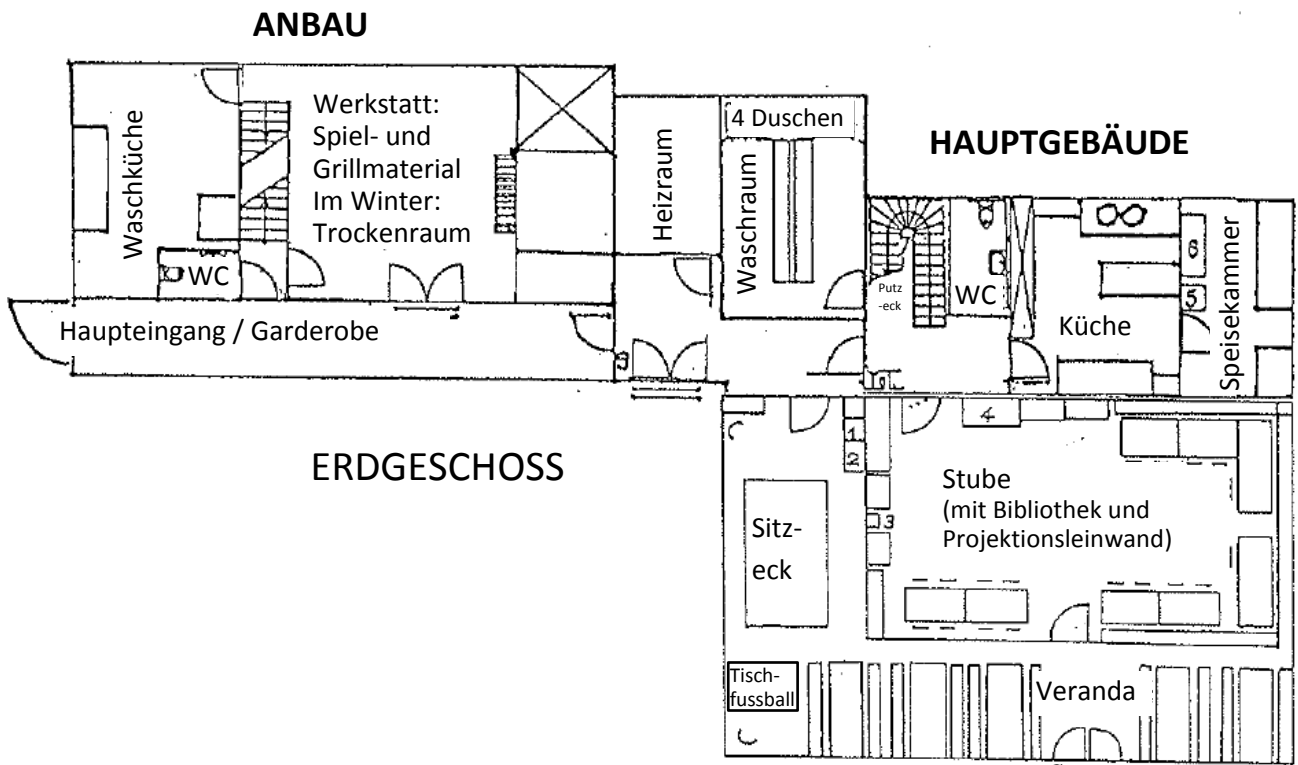 ANBAU
Waschküche
Werkstatt:
Spiel- und
Grillmaterial
Im Winter:
Trockenraum
WC
Haupteingang / Garderobe
Heizraum
4 Duschen
Waschraum
HAUPTGEBÄUDE
Putz
-eck
WC
Küche
6
5
Speisekammer
ERDGESCHOSS
1
2
3
4
Sitz-
eck
Stube
(mit Bibliothek und
Projektionsleinwand)
Tisch-
fussball
Veranda